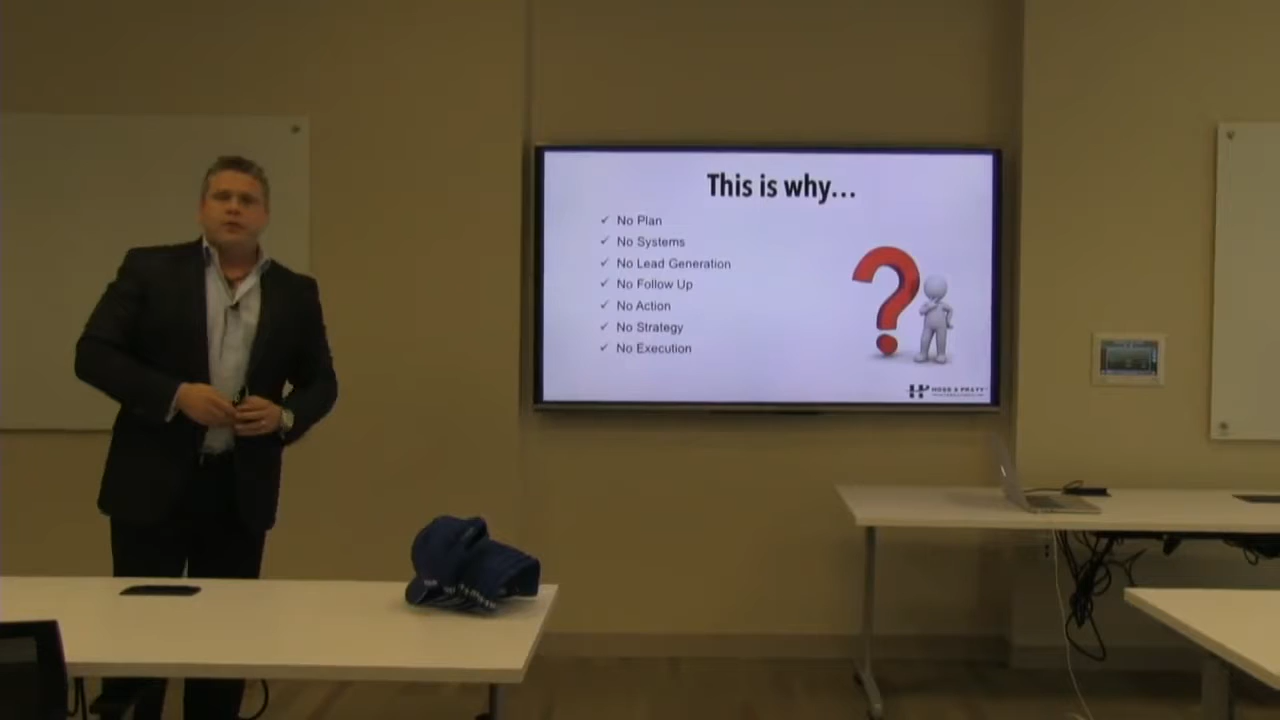 This is why...
✓ No Plan
✓ No Systems
✓ No Lead Generation
✓ No Follow Up
✓ No Action
✓ No Strategy
✓ No Execution